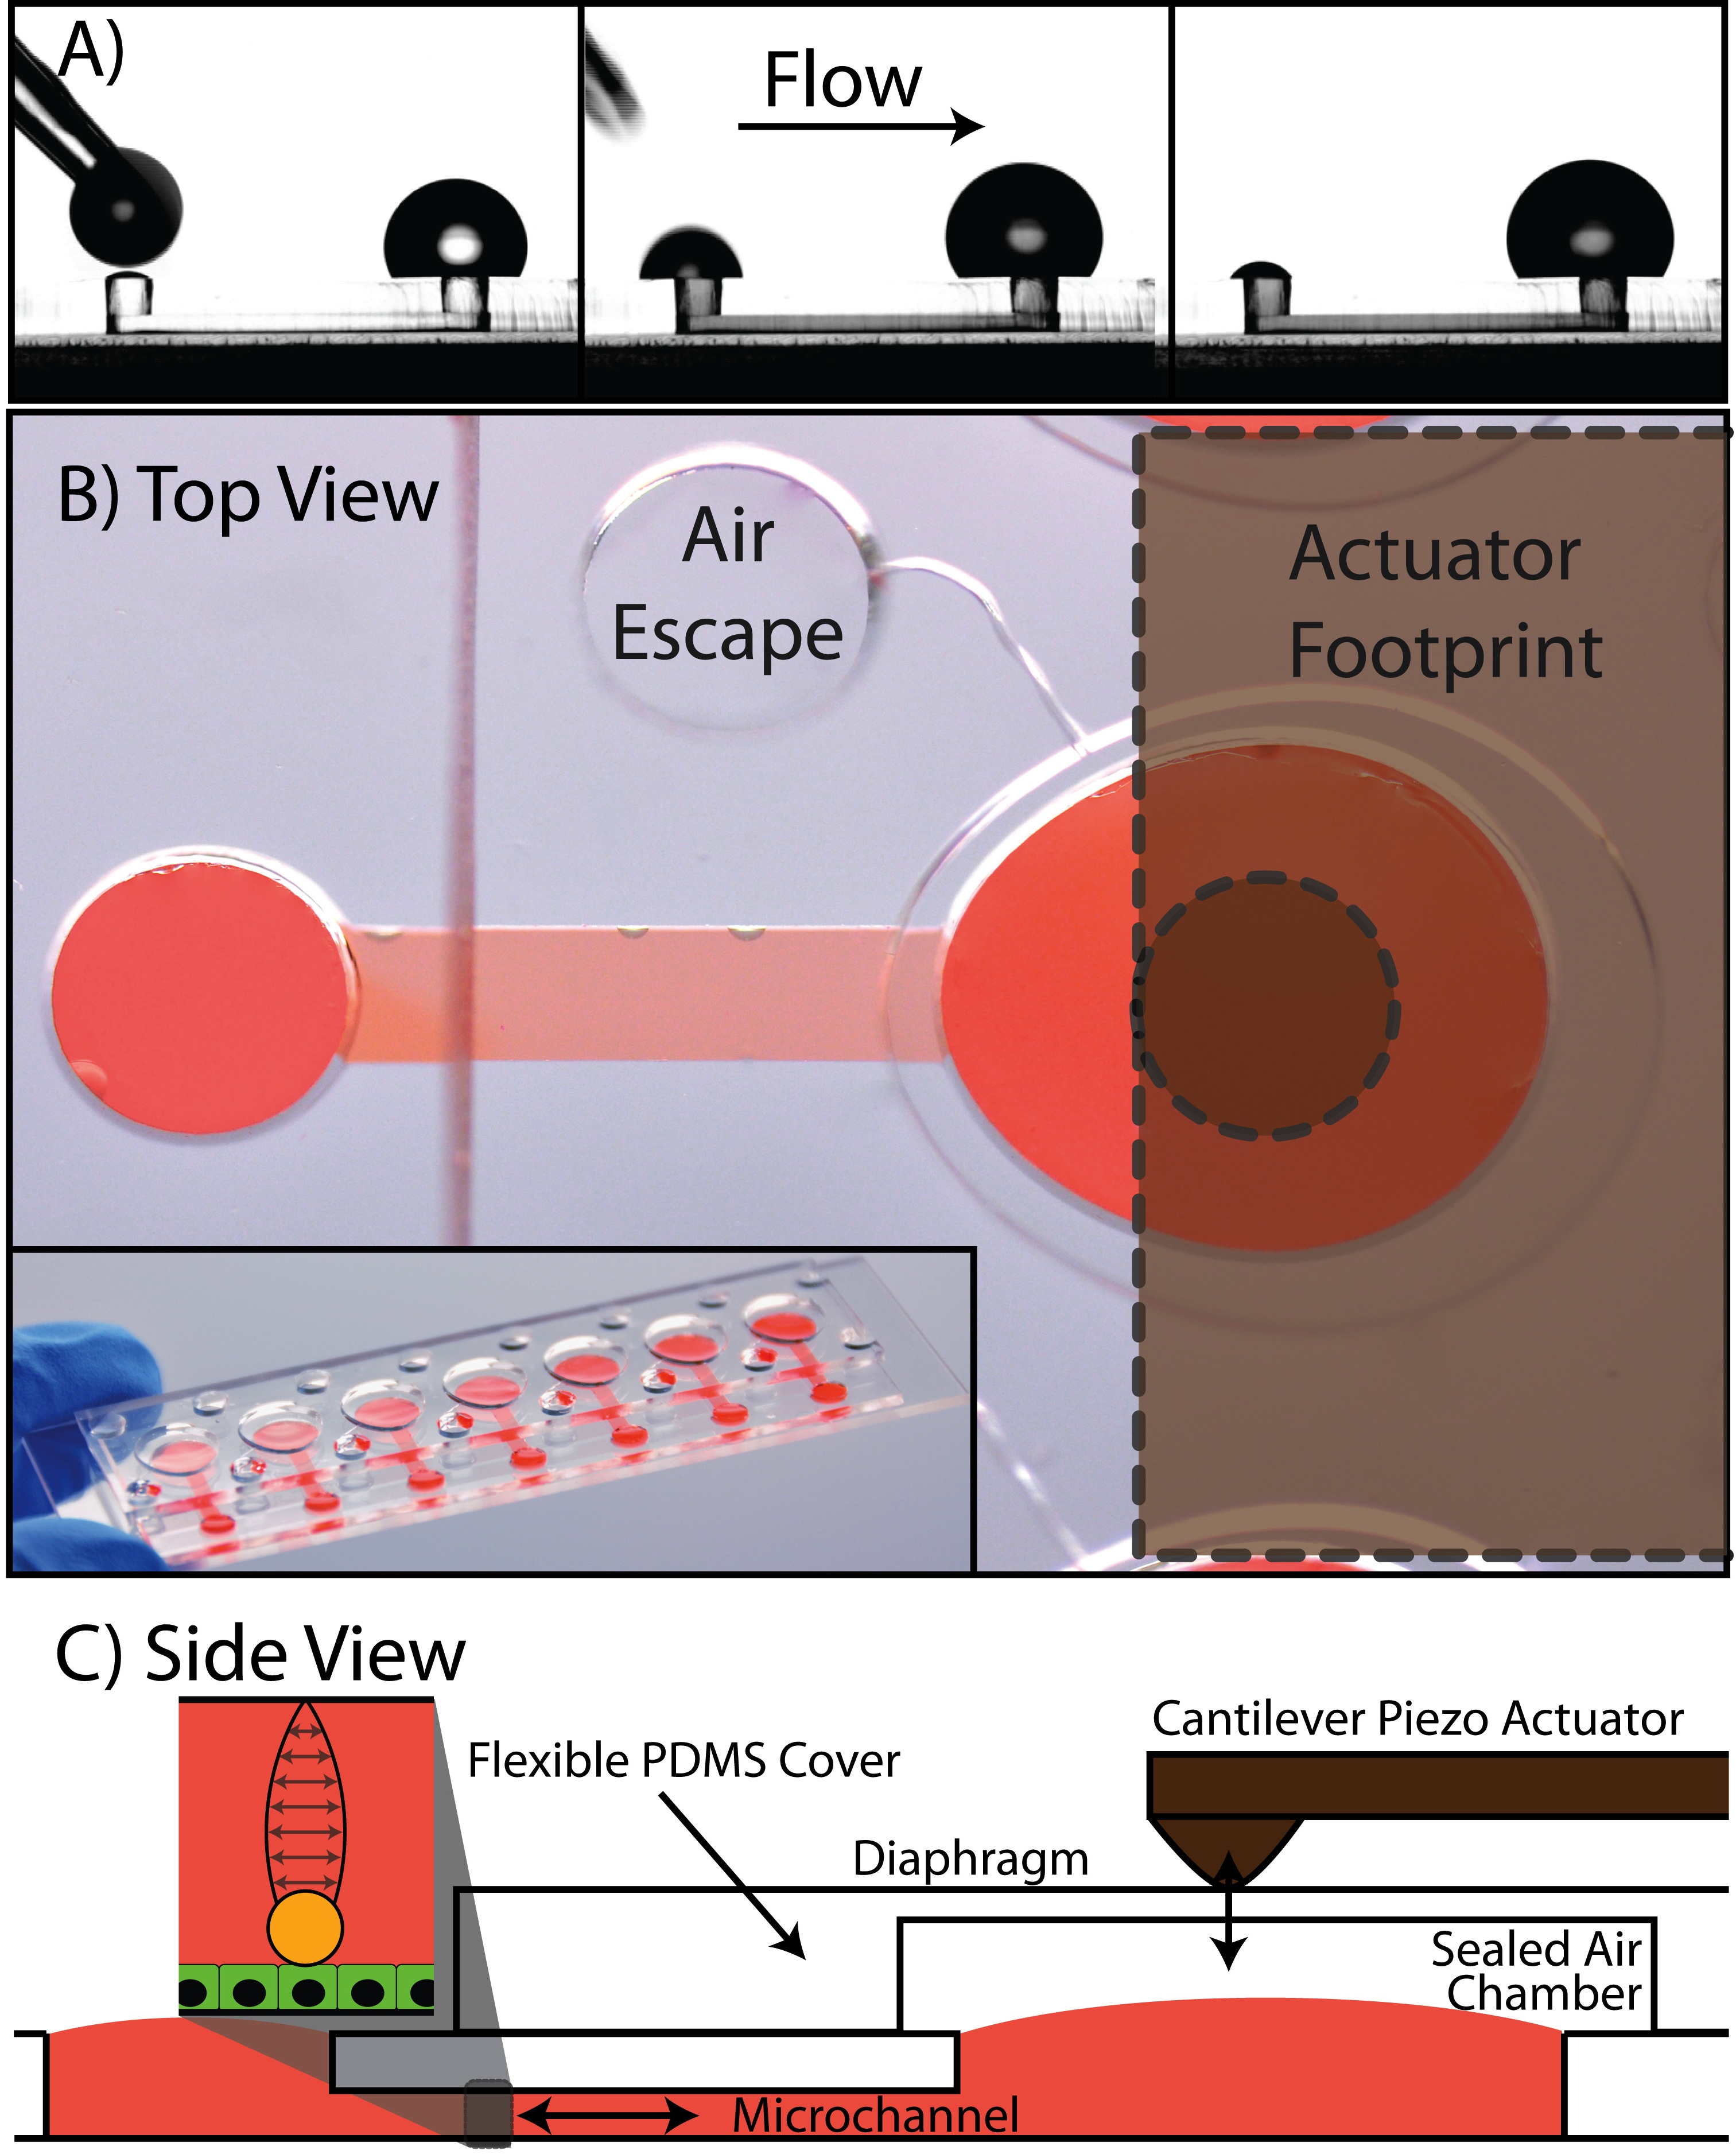 A)
Flow
B) Top View
Air
Escape
Actuator
Footprint
C) Side View
Cantilever Piezo Actuator
Flexible PDMS Cover
Diaphragm
Sealed Air
Chamber
Microchannel